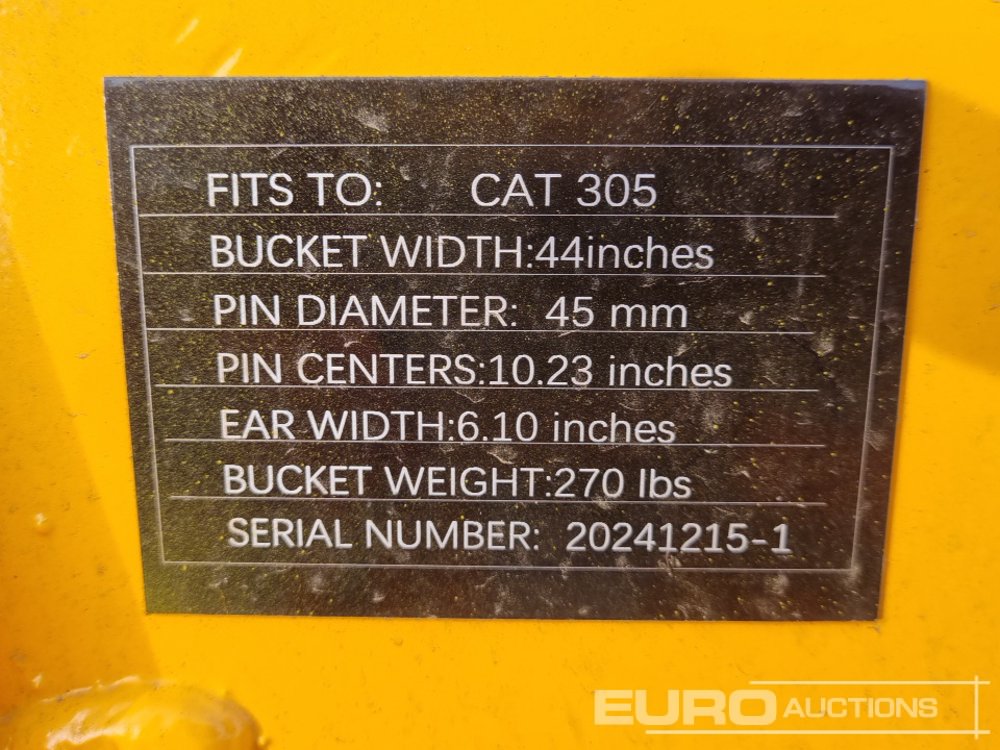 FITS TO: CAT 305
BUCKET WIDTH:44inches
PIN DIAMETER: 45 mm
PIN CENTERS:10.23 inches
EAR WIDTH:6.10 inches
BUCKET WEIGHT:270 lbs
SERIAL NUMBER: 20241215-1
EURO AUCTIONS